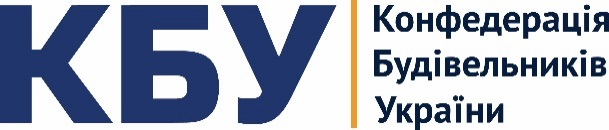 КБУ
Конфедерація
Будівельників
України